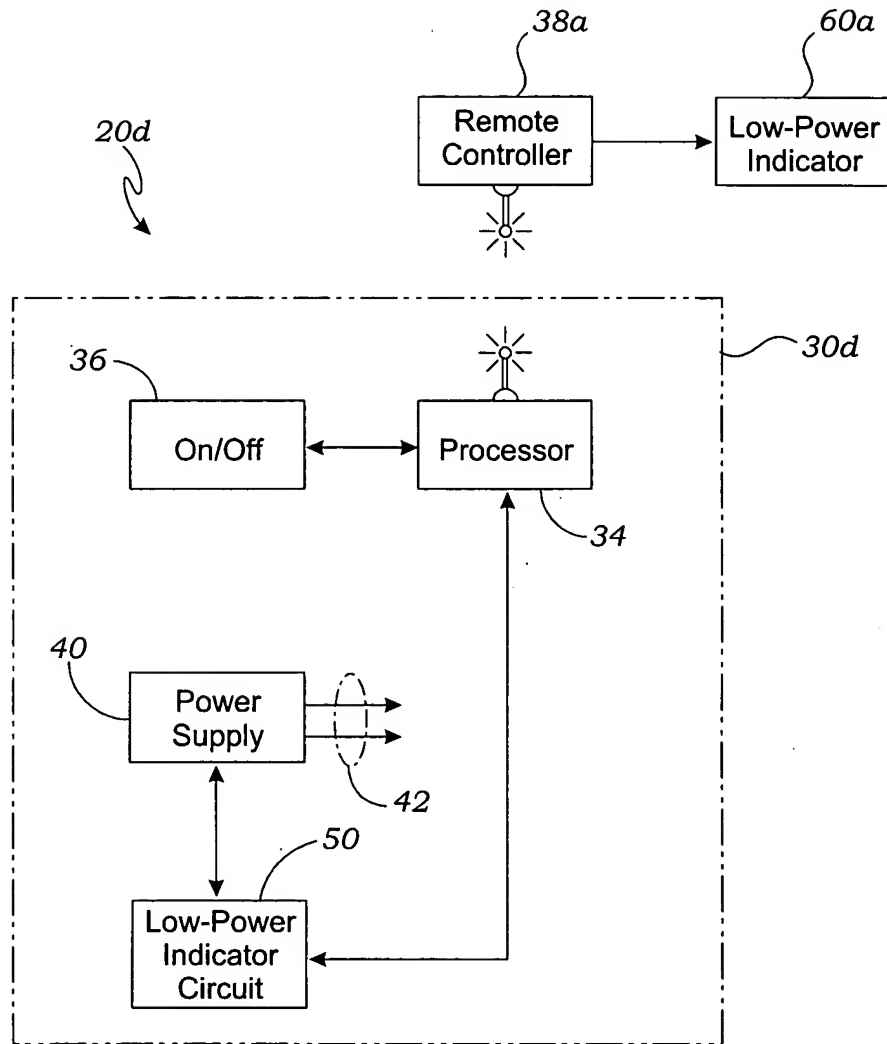 38a
60a
20d
Remote
Controller
Low-Power
Indicator
36
30d
On/Off
Processor
34
40
Power
Supply
42
50
Low-Power
Indicator
Circuit